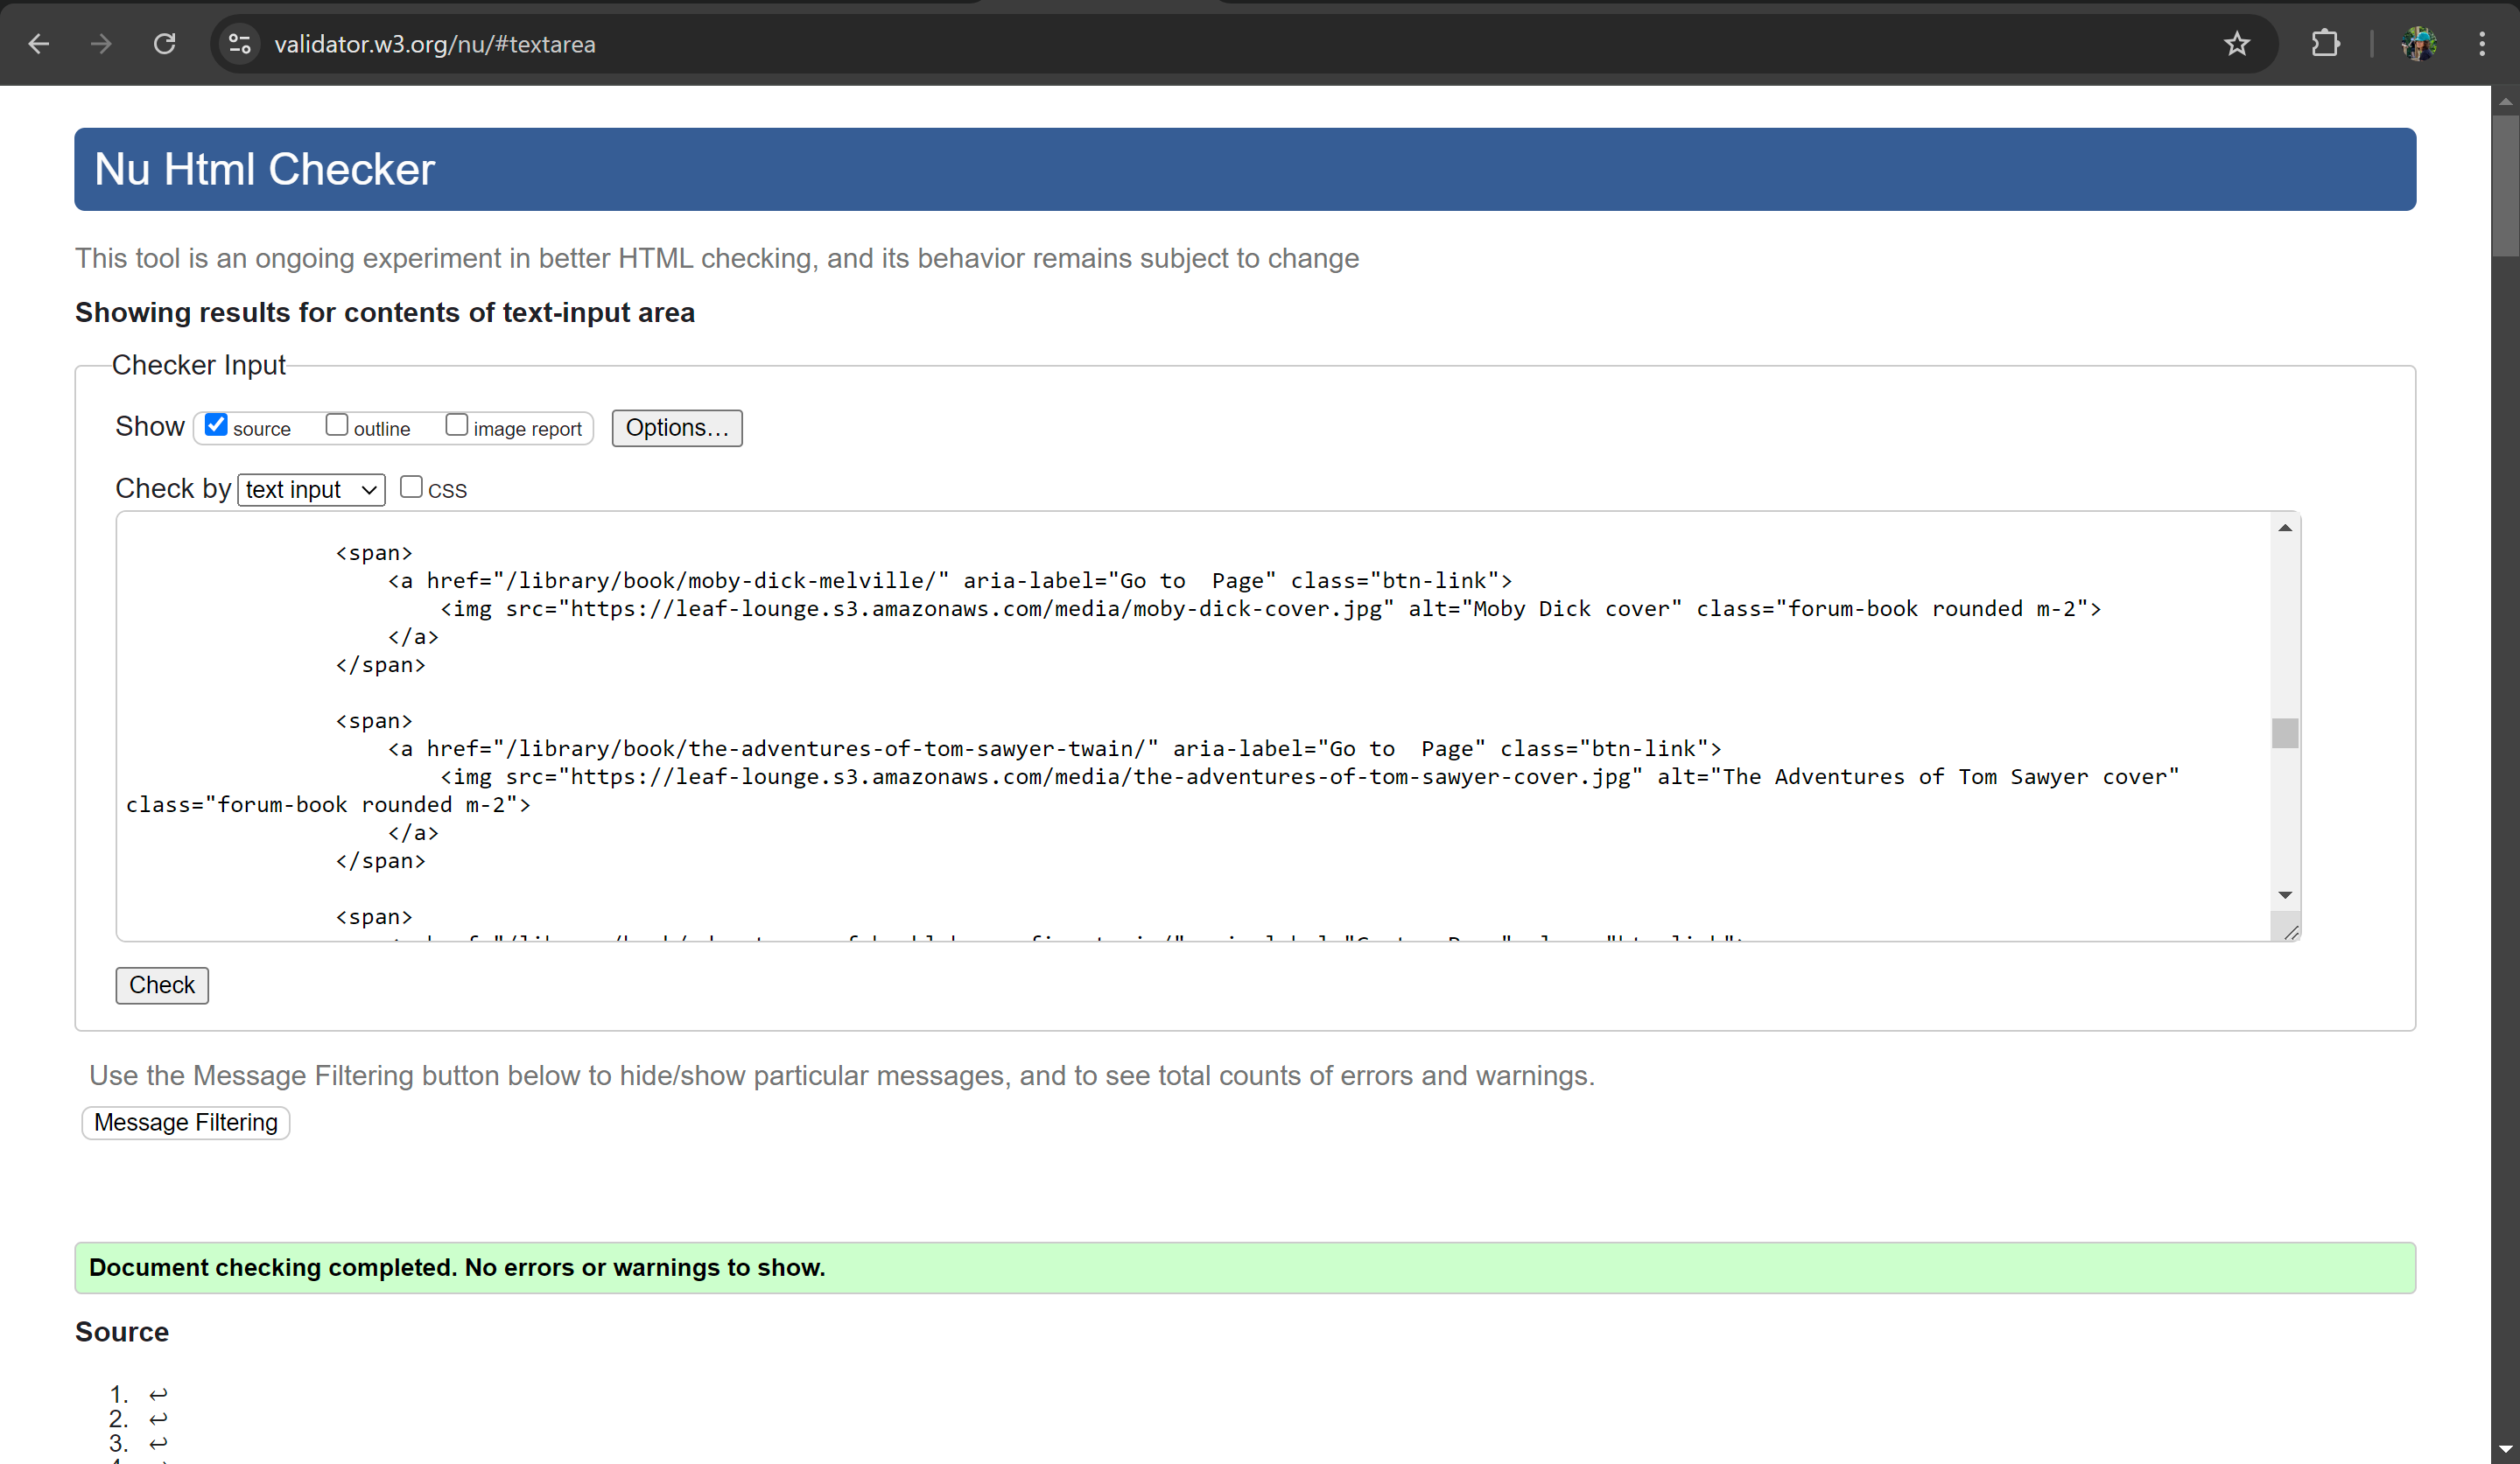 validator.w3.org/nu/#textarea
Nu Html Checker
This tool is an ongoing experiment in better HTML checking, and its behavior remains subject to change
Showing results for contents of text-input area
Checker Input
Show source outline image report Options...
Check by text input CSS
<span>
<a href="/library/book/moby-dick-melville/" aria-label="Go to  Page" class="btn-link">
<img src="https://leaf-lounge.s3.amazonaws.com/media/moby-dick-cover.jpg" alt="Moby Dick cover" class="forum-book rounded m-2">
</a>
</span>
<span>
<a href="/library/book/the-adventures-of-tom-sawyer-twain/" aria-label="Go to  Page" class="btn-link">
<img src="https://leaf-lounge.s3.amazonaws.com/media/the-adventures-of-tom-sawyer-cover.jpg" alt="The Adventures of Tom Sawyer cover"
class="forum-book rounded m-2">
</a>
</span>
<span>
Check
Use the Message Filtering button below to hide/show particular messages, and to see total counts of errors and warnings.
Message Filtering
Document checking completed. No errors or warnings to show.
Source
1. ↩
2. ↩
3. ↩